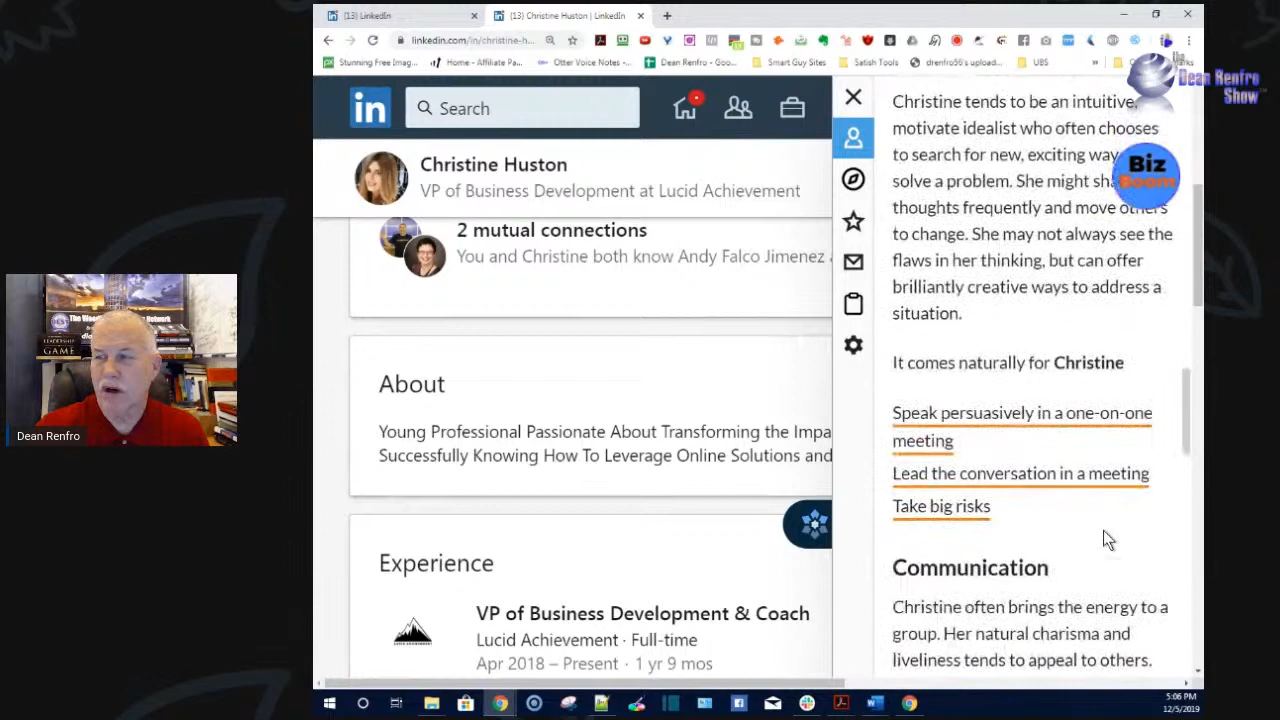 (13) LinkedIn
(13) Christine Huston | LinkedIn
linkedin.com/in/christine-h...
Stunning Free Imag...
Home - Affiliate Pa...
Otter Voice Notes -...
Dean Renfro - Goo...
Smart Guy Sites
Satish Tools
drenfro56's upload...
UBS
The
Dean Renfro
Show
Search
Christine Huston
VP of Business Development at Lucid Achievement
2 mutual connections
You and Christine both know Andy Falco Jimenez
About
Young Professional Passionate About Transforming the Impa
Successfully Knowing How To Leverage Online Solutions and
Experience
VP of Business Development & Coach
Lucid Achievement · Full-time
Apr 2018 – Present · 1 yr 9 mos
Christine tends to be an intuitive,
motivate idealist who often chooses
to search for new, exciting
solve a problem. She might
thoughts frequently and move others
to change. She may not always see the
flaws in her thinking, but can offer
brilliantly creative ways to address a
situation.
Biz
Boom
It comes naturally for Christine
Speak persuasively in a one-on-one
meeting
Lead the conversation in a meeting
Take big risks
Communication
Christine often brings the energy to a
group. Her natural charisma and
liveliness tends to appeal to others.
LEADERSHIP
GAME
Dean Renfro
5:06 PM
12/5/2019